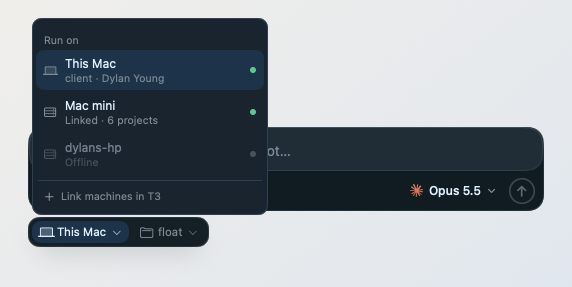 Run on
This Mac
client · Dylan Young
Mac mini
Linked · 6 projects
dylans-hp
Offline
+ Link machines in T3
ot...
Opus 5.5
This Mac
float